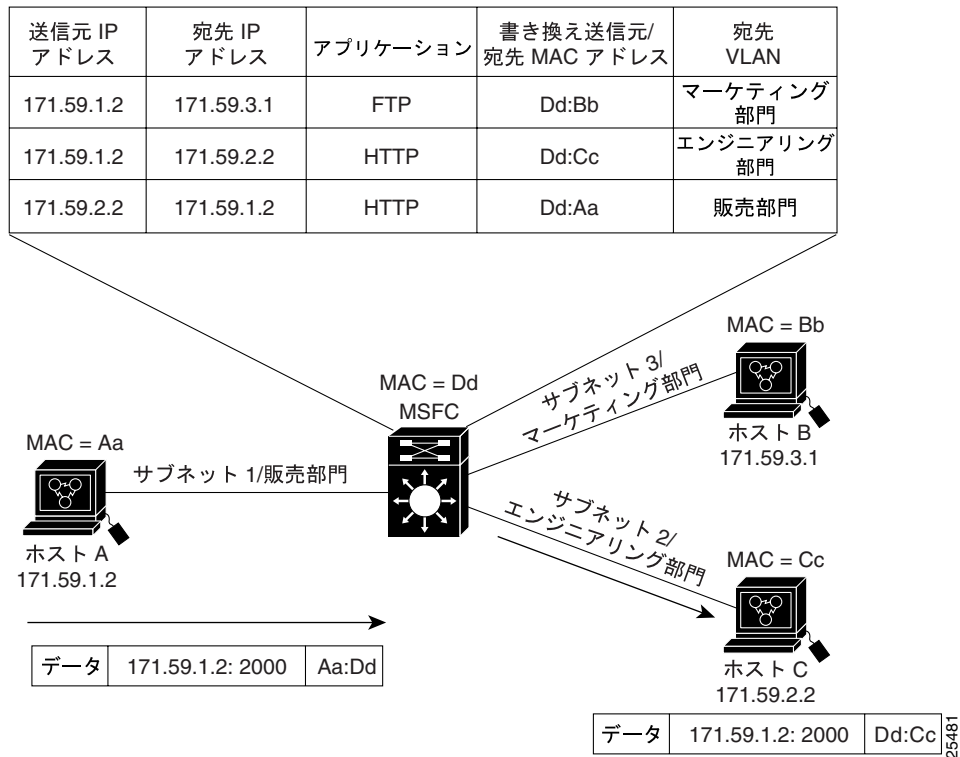 送信元 IP
アドレス
宛先 IP
アドレス
アプリケーション
書き換え送信元/
宛先 MAC アドレス
宛先
VLAN
171.59.1.2
171.59.3.1
FTP
Dd:Bb
マーケティング
部門
171.59.1.2
171.59.2.2
HTTP
Dd:Cc
エンジニアリング
部門
171.59.2.2
171.59.1.2
HTTP
Dd:Aa
販売部門
MAC = Bb
サブネット 3/
マーケティング部門
ホスト B
171.59.3.1
MAC = Dd
MSFC
MAC = Aa
サブネット 1/販売部門
ホスト A
171.59.1.2
サブネット 2/
エンジニアリング部門
MAC = Cc
ホスト C
171.59.2.2
データ
171.59.1.2: 2000
Aa:Dd
データ
171.59.1.2: 2000
Dd:Cc
25481